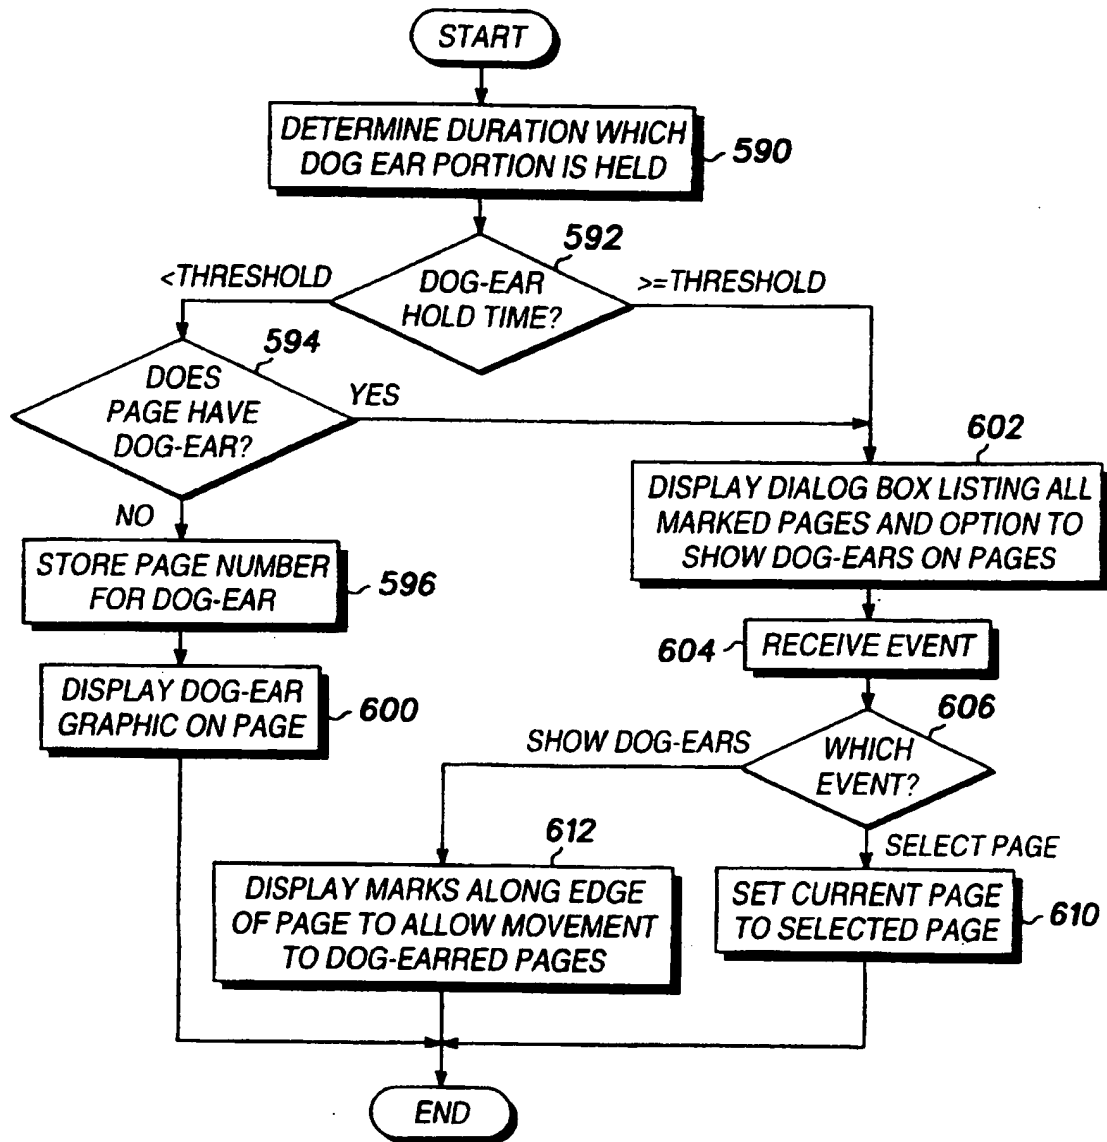 START
DETERMINE DURATION WHICH
DOG EAR PORTION IS HELD
590
592
<THRESHOLD
DOG-EAR
HOLD TIME?
>=THRESHOLD
594
DOES
PAGE HAVE
DOG-EAR?
YES
NO
602
DISPLAY DIALOG BOX LISTING ALL
MARKED PAGES AND OPTION TO
SHOW DOG-EARS ON PAGES
STORE PAGE NUMBER
FOR DOG-EAR
596
604
RECEIVE EVENT
DISPLAY DOG-EAR
GRAPHIC ON PAGE
600
606
SHOW DOG-EARS
WHICH
EVENT?
SELECT PAGE
612
DISPLAY MARKS ALONG EDGE
OF PAGE TO ALLOW MOVEMENT
TO DOG-EARRED PAGES
SET CURRENT PAGE
TO SELECTED PAGE
610
END